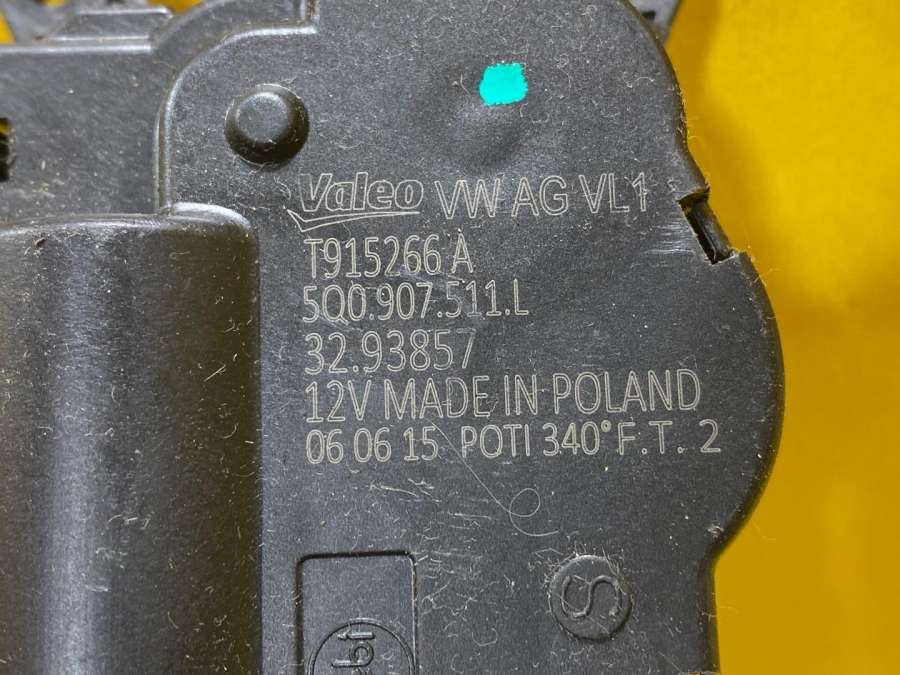 Valeo VW AG VL1
T915266 A
5Q0.907.511.L
32.93857
12V MADE IN POLAND
06 06 15 POTI 340° F.T. 2
S